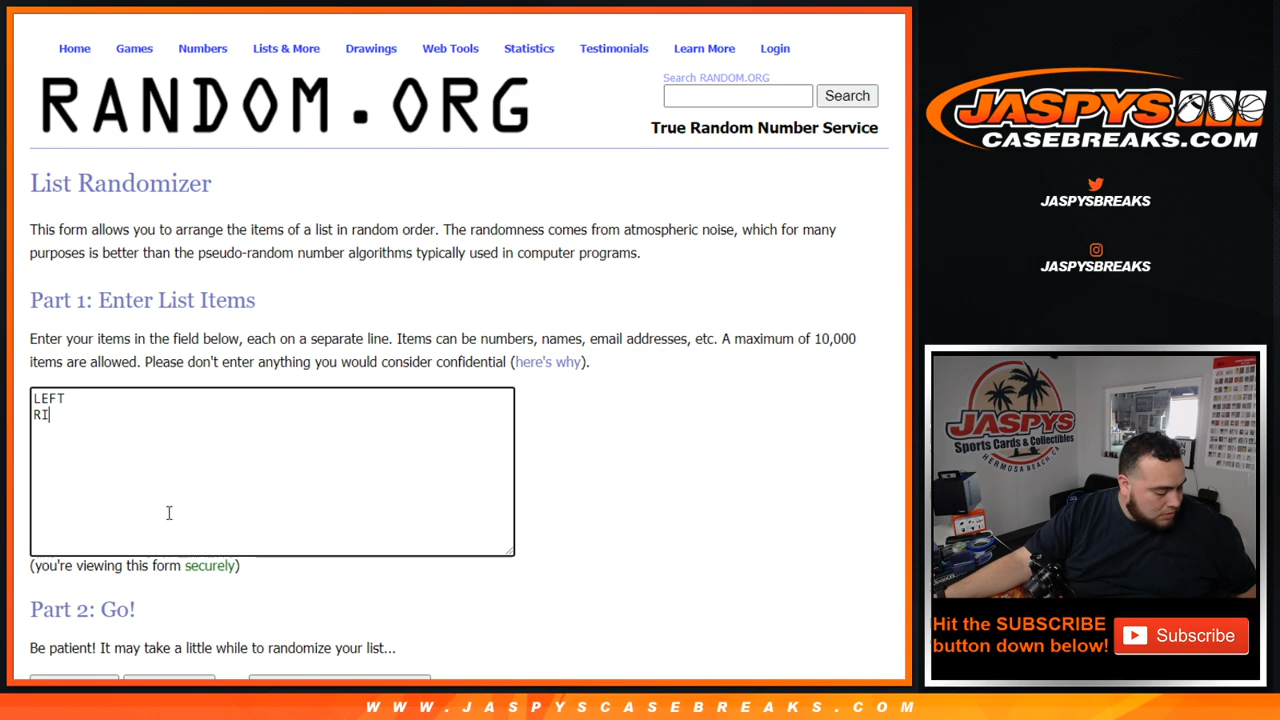 Home Games Numbers Lists & More Drawings Web Tools Statistics Testimonials Learn More Login
RANDOM.ORG
Search RANDOM.ORG
Search
True Random Number Service
List Randomizer
This form allows you to arrange the items of a list in random order. The randomness comes from atmospheric noise, which for many
purposes is better than the pseudo-random number algorithms typically used in computer programs.
Part 1: Enter List Items
Enter your items in the field below, each on a separate line. Items can be numbers, names, email addresses, etc. A maximum of 10,000
items are allowed. Please don't enter anything you would consider confidential (here's why).
LEFT
RI
(you're viewing this form securely)
Part 2: Go!
Be patient! It may take a little while to randomize your list...
JASPYS
CASEBREAKS.COM
JASPYSBREAKS
JASPYSBREAKS
JASPYS
Sports Cards & Collectibles
HERMOSA BEACH, CA
Hit the SUBSCRIBE
button down below!
Subscribe
WWW.JASPYSCASEBREAKS.COM